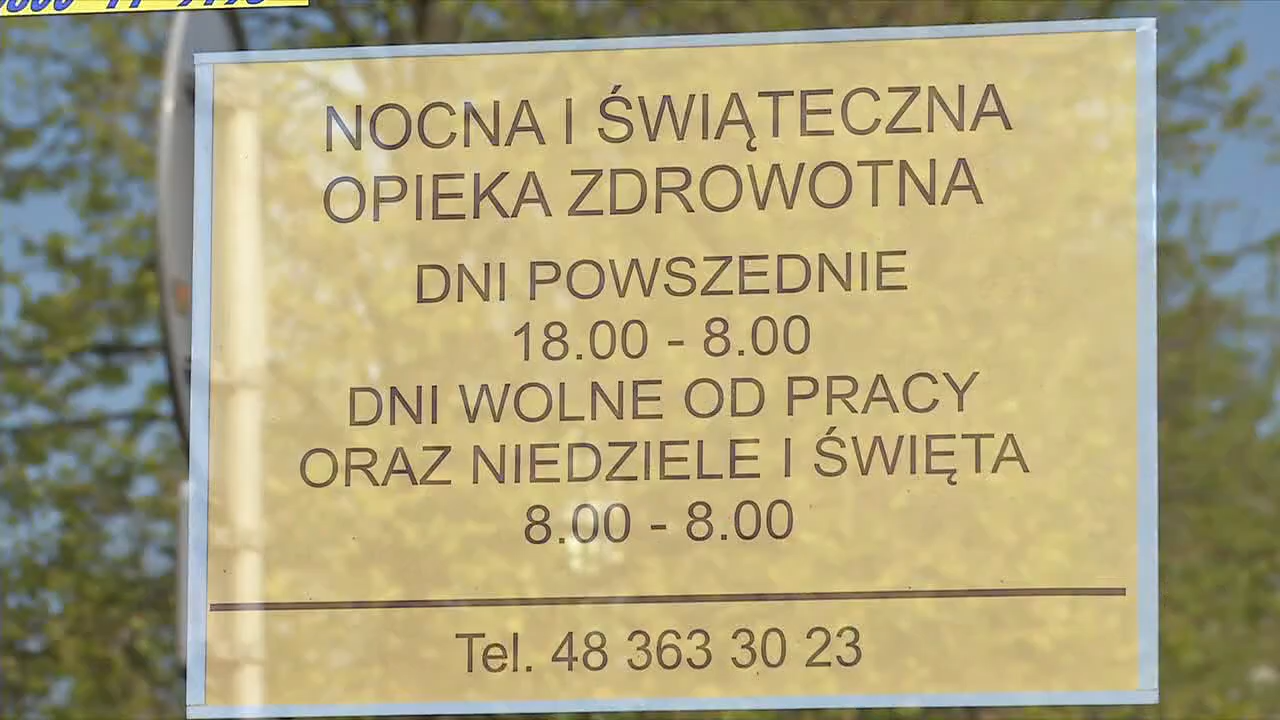 NOCNA I ŚWIĄTECZNA
OPIEKA ZDROWOTNA
DNI POWSZEDNIE
18.00 - 8.00
DNI WOLNE OD PRACY
ORAZ NIEDZIELE I ŚWIĘTA
8.00 - 8.00
Tel. 48 363 30 23